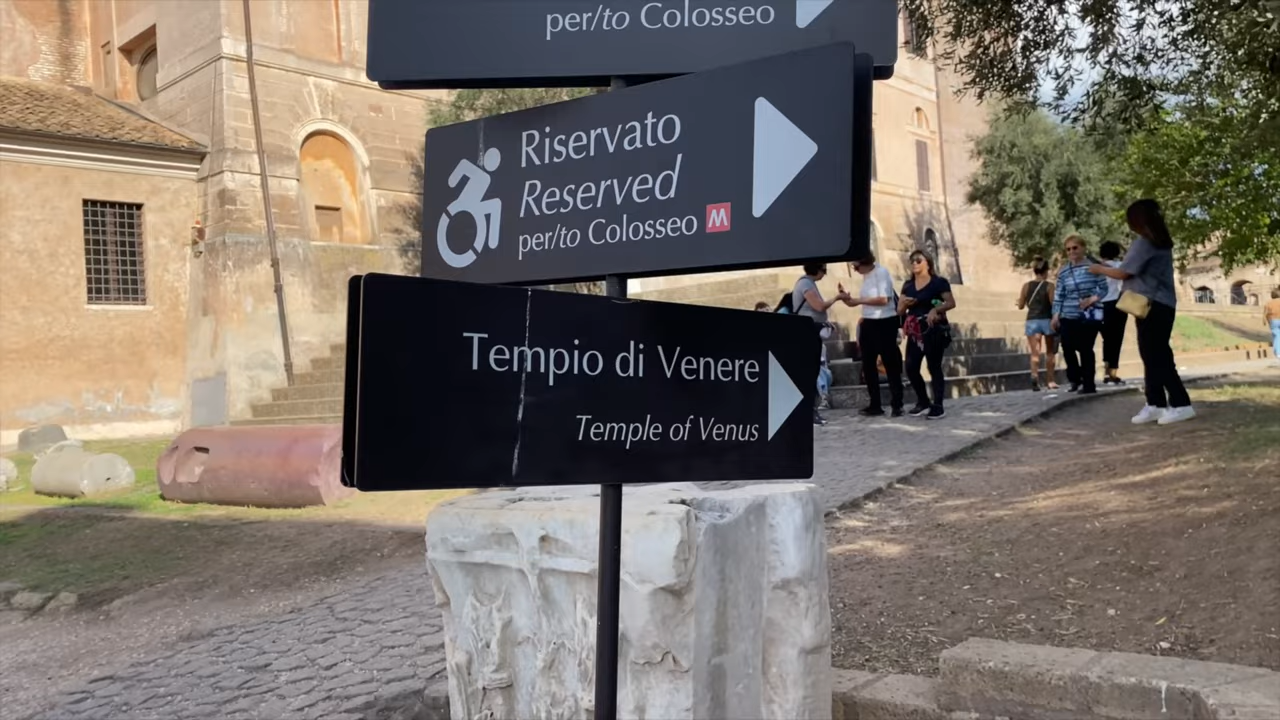 per/to Colosseo
Riservato
Reserved
per/to Colosseo M
Tempio di Venere
Temple of Venus